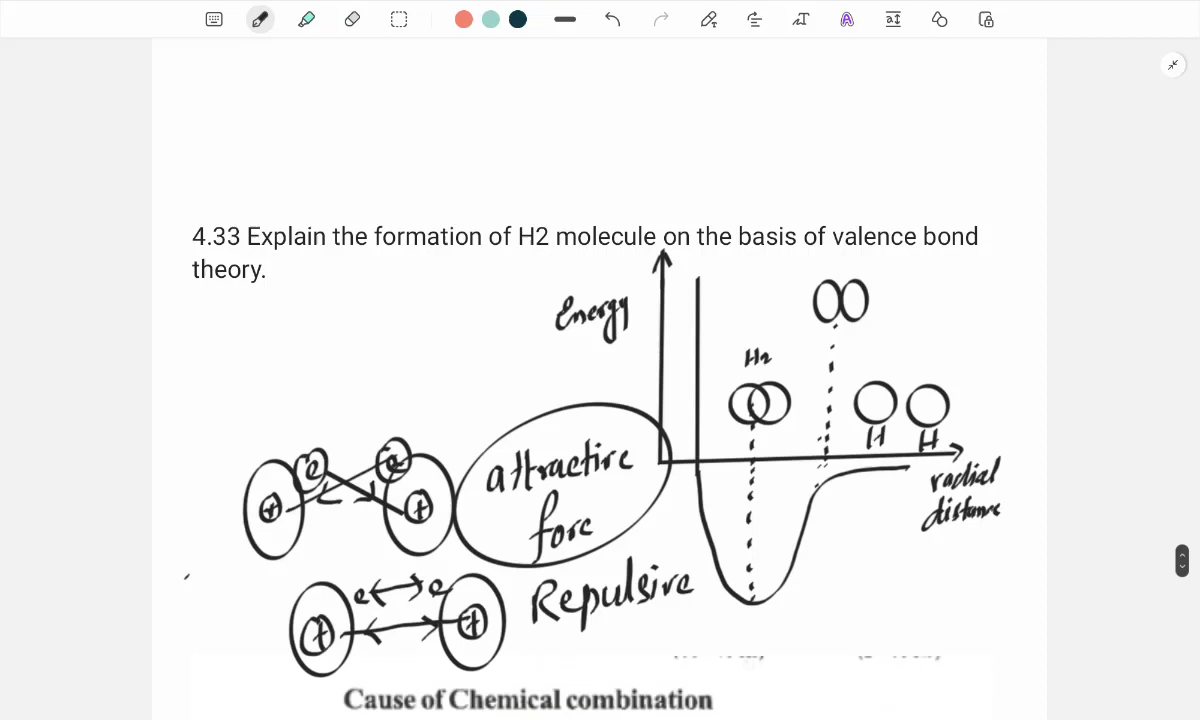 4.33 Explain the formation of H2 molecule on the basis of valence bond
theory.
Energy
H2
H H
radial
distance
e e
+ +
attractive
forc
e e
+ +
Repulsive
Cause of Chemical combination